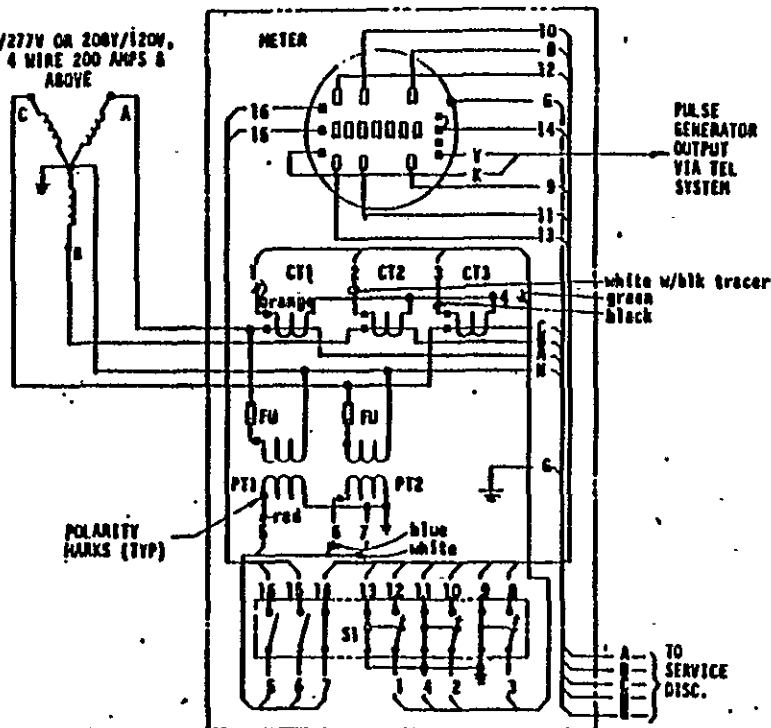 /277V OR 208Y/120V,
4 WIRE 200 AMPS &
ABOVE
C
A
B
METER
16
15
10
8
12
6
14
Y
K
9
11
13
PULSE
GENERATOR
OUTPUT
VIA TEL
SYSTEM
1
CT1
2
CT2
3
CT3
4
orange
white w/blk tracer
green
black
N
FU
FU
G
PT1
PT2
red
5
6
7
blue
white
POLARITY
MARKS (TYP)
16
15
14
13
12
11
10
9
8
S1
5
6
7
1
4
2
3
A
B
C
TO
SERVICE
DISC.